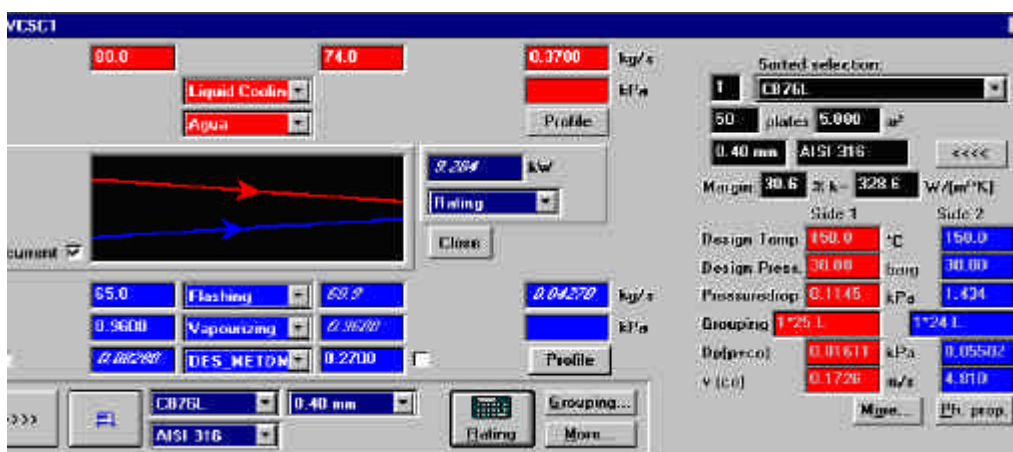 VCSC1
80.0 74.0 0.3700 kg/s
Liquid Coolin kPa
Agua Profile
Sorted selection:
1 CB76L
50 plates 5.000 m²
0.40 mm AISI 316 <<<<
Margin: 30.6 % k= 328.6 W/(m²*K)
Side 1 Side 2
9.284 kW
Rating
Close
current
Design Temp. 150.0 °C 150.0
Design Press. 30.00 barg 30.00
Pressuredrop 0.1145 kPa 1.434
Grouping 1*25 L 1*24 L
Dp(p+co) 0.01611 kPa 0.05502
v (co) 0.1726 m/s 4.810
More... Ph. prop.
65.0 Flashing 69.9 0.04270 kg/s
0.9600 Vapourizing 0.9600 kPa
DES_METDM 0.2700 Profile
>>>> CB76L 0.40 mm Grouping...
AISI 316 Rating More...